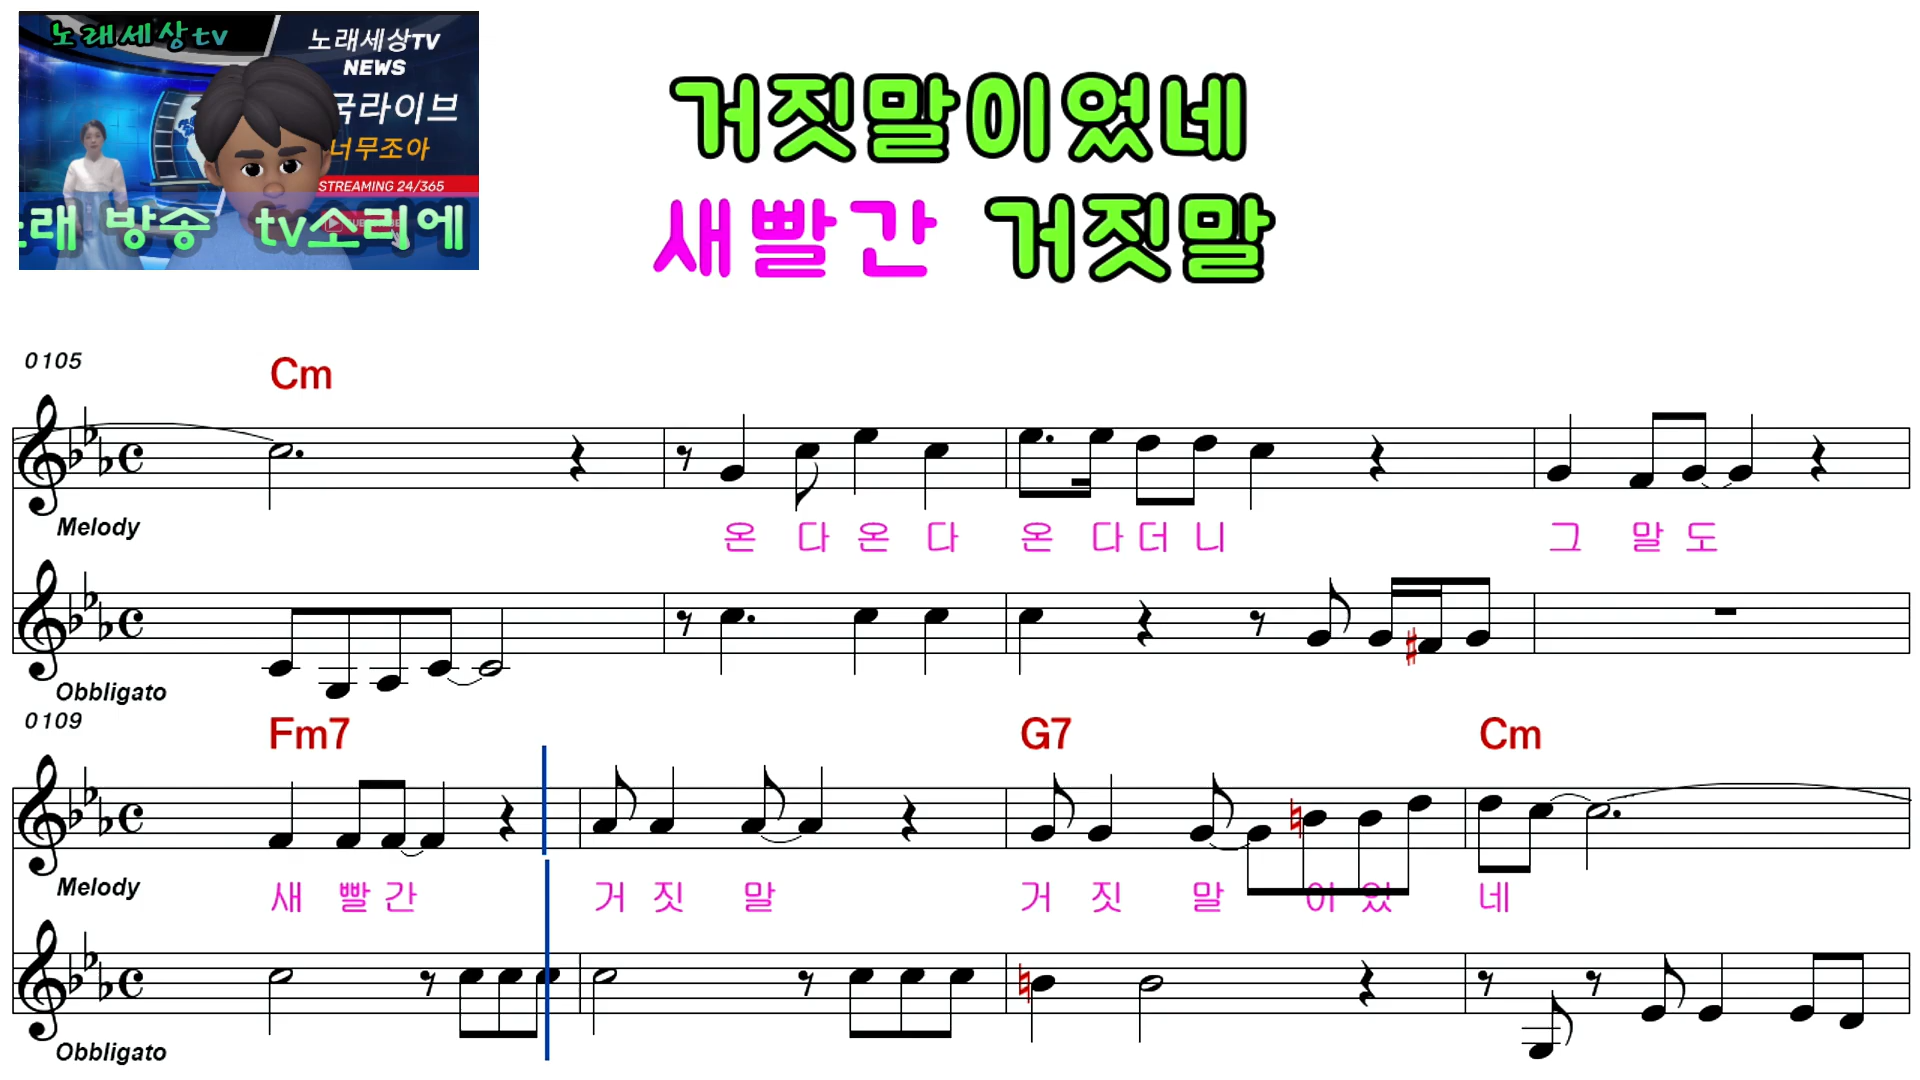 노래세상tv
노래세상TV
NEWS
국라이브
너무조아
STREAMING 24/365
노래 방송 tv소리에
거짓말이었네
새빨간 거짓말
0105
Cm
Melody
온 다 온 다 온 다 더 니 그 말 도
Obbligato
0109
Fm7 G7 Cm
Melody
새 빨 간 거 짓 말 거 짓 말 이 었 네
Obbligato